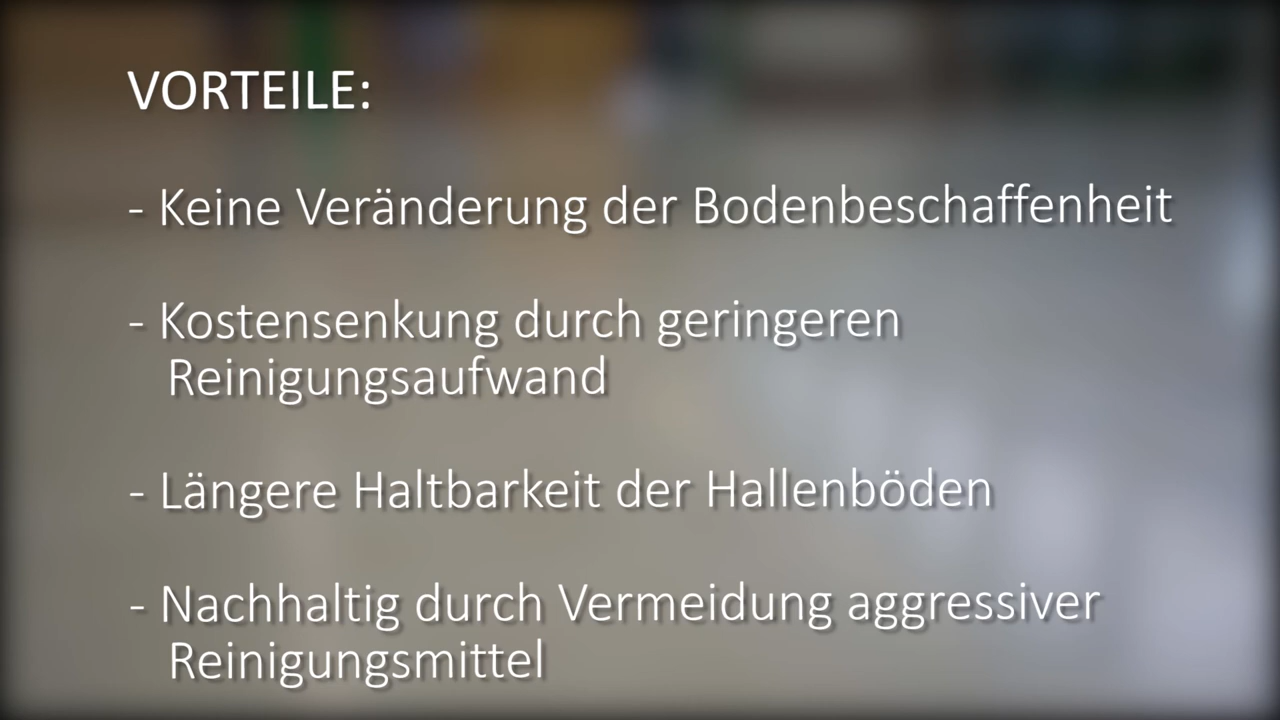 VORTEILE:
- Keine Veränderung der Bodenbeschaffenheit
- Kostensenkung durch geringeren
Reinigungsaufwand
- Längere Haltbarkeit der Hallenböden
- Nachhaltig durch Vermeidung aggressiver
Reinigungsmittel